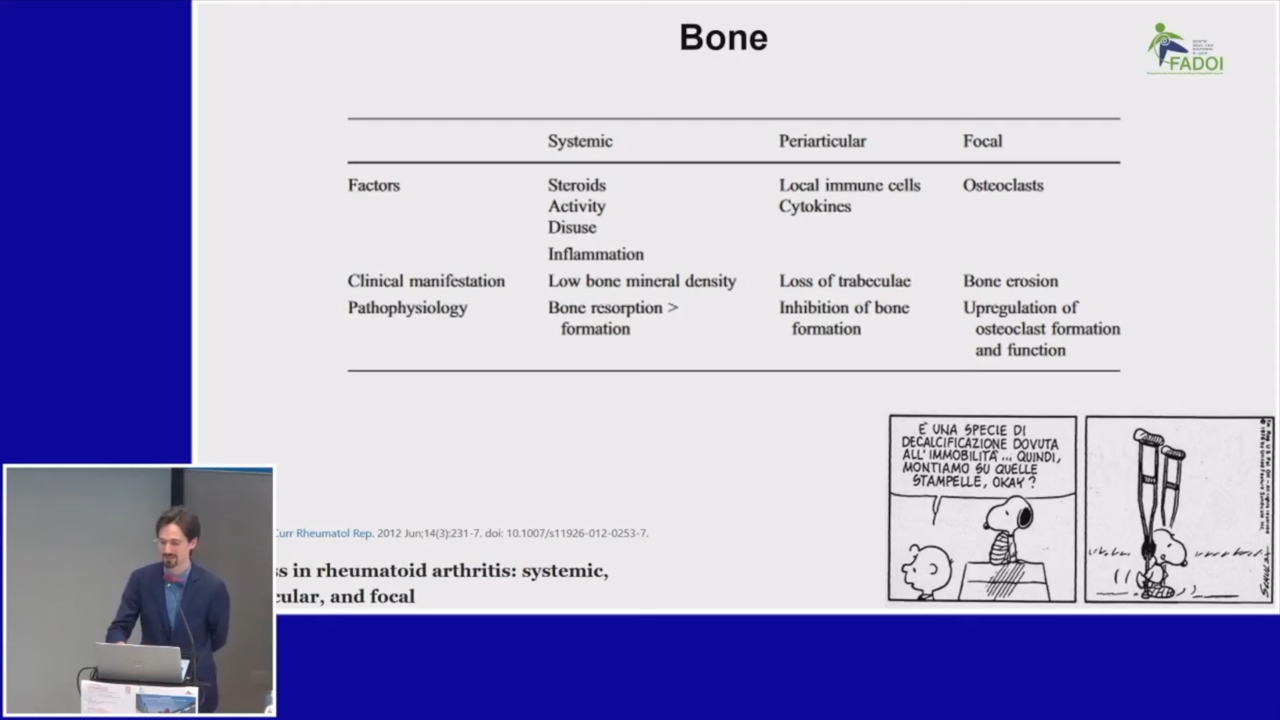 Bone
FADOI
Systemic Periarticular Focal
Factors Steroids Local immune cells Osteoclasts
Activity Cytokines
Disuse
Inflammation
Clinical manifestation Low bone mineral density Loss of trabeculae Bone erosion
Pathophysiology Bone resorption > Inhibition of bone Upregulation of
formation formation osteoclast formation
and function
È UNA SPECIE DI
DECALCIFICAZIONE DOVUTA
ALL'IMMOBILITÀ... QUINDI,
MONTIAMO SU QUELLE
STAMPELLE, OKAY?
Curr Rheumatol Rep. 2012 Jun;14(3):231-7. doi: 10.1007/s11926-012-0253-7.
ss in rheumatoid arthritis: systemic,
cular, and focal